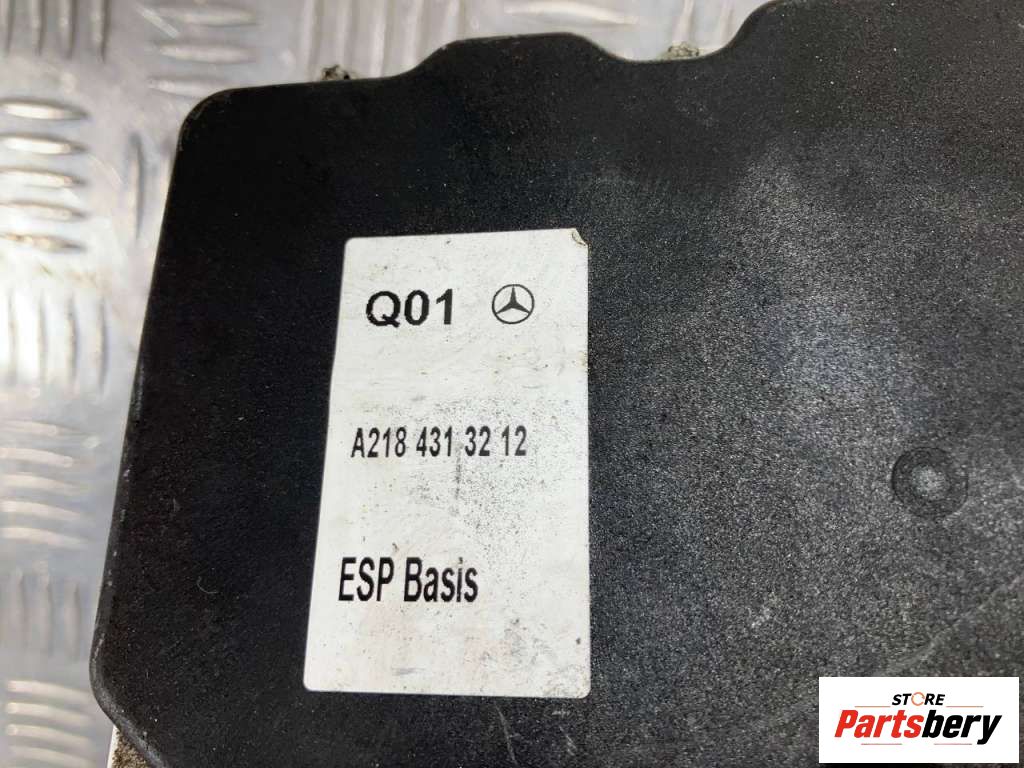 Q01
A218 431 32 12
ESP Basis
STORE
Partsbery